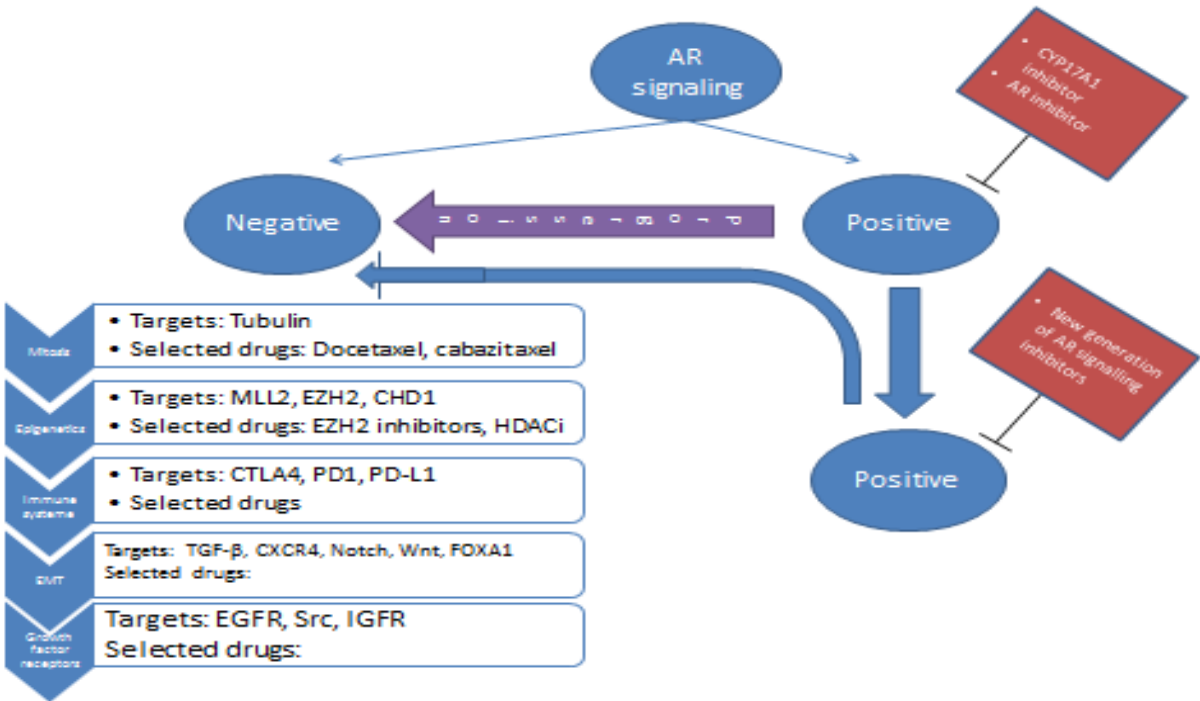 AR
signaling
• CYP17A1
inhibitor
• AR inhibitor
Negative
Progression
Positive
• New generation
of AR signalling
inhibitors
Positive
Mitosis
• Targets: Tubulin
• Selected drugs: Docetaxel, cabazitaxel
Epigenetics
• Targets: MLL2, EZH2, CHD1
• Selected drugs: EZH2 inhibitors, HDACi
Immune
systeme
• Targets: CTLA4, PD1, PD-L1
• Selected drugs
EMT
Targets: TGF-β, CXCR4, Notch, Wnt, FOXA1
Selected drugs:
Growth
factor
receptors
Targets: EGFR, Src, IGFR
Selected drugs: